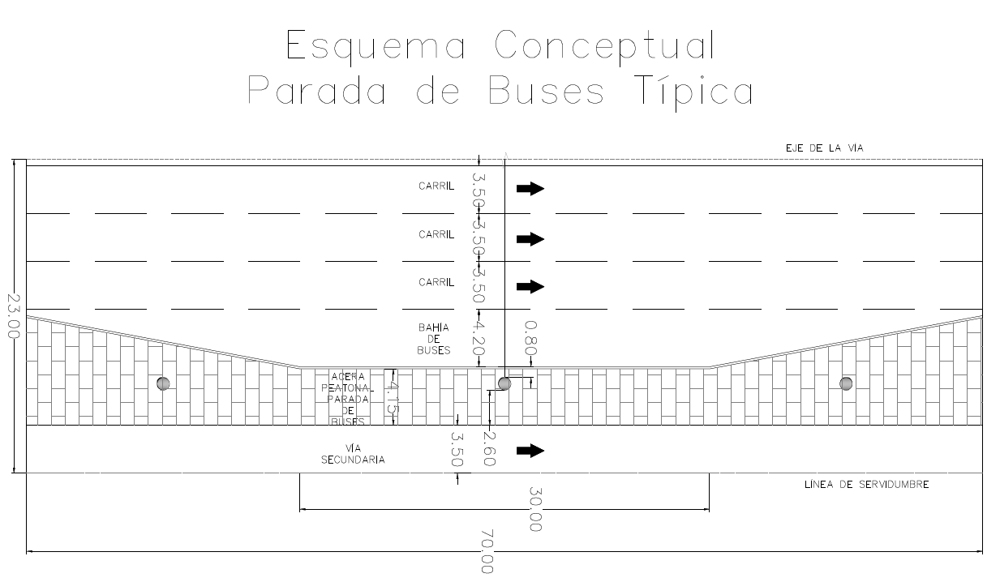 Esquema Conceptual
Parada de Buses Típica
EJE DE LA VÍA
CARRIL
3.50
CARRIL
3.50
CARRIL
3.50
23.00
BAHÍA
DE
BUSES
4.20
0.80
ACERA
PEATONAL
PARADA
DE
BUSES
4.15
VÍA
SECUNDARIA
3.50
2.60
LÍNEA DE SERVIDUMBRE
30.00
70.00